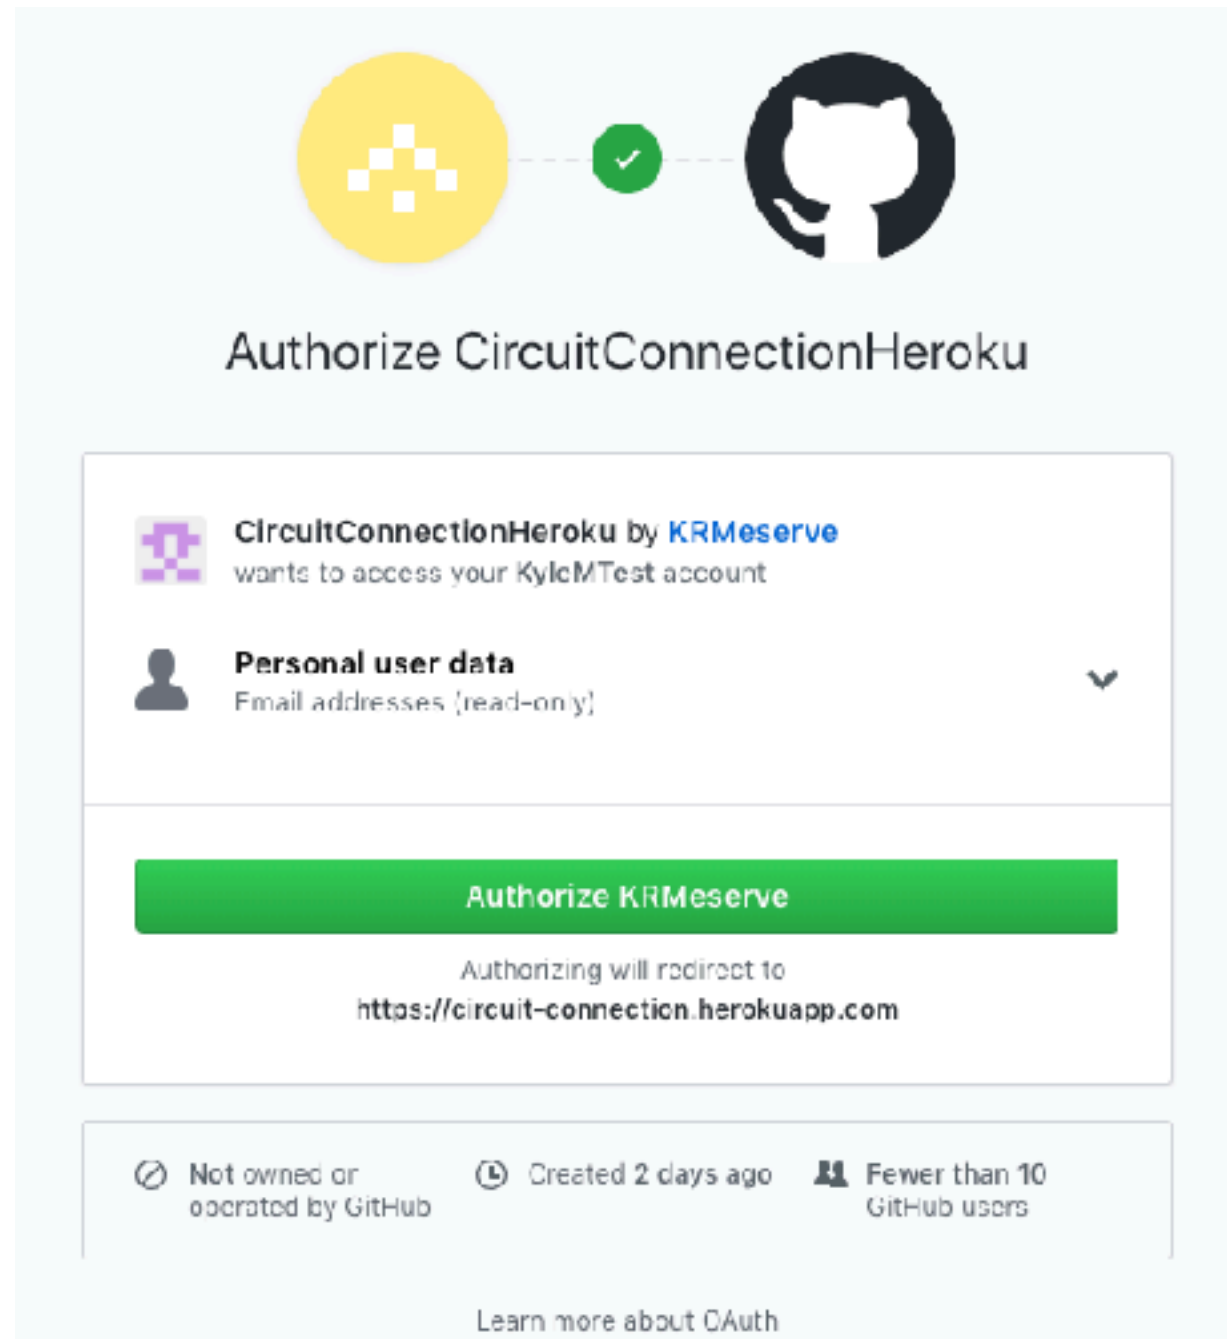 Authorize CircuitConnectionHeroku
CircuitConnectionHeroku by KRMeserve
wants to access your KyleMTest account
Personal user data
Email addresses (read-only)
Authorize KRMeserve
Authorizing will redirect to
https://circuit-connection.herokuapp.com
Not owned or
operated by GitHub
Created 2 days ago
Fewer than 10
GitHub users
Learn more about OAuth